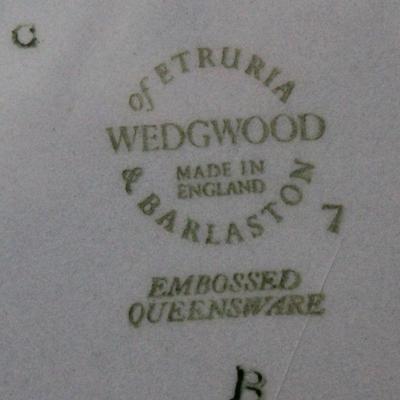 C
of ETRURIA
WEDGWOOD
MADE IN
ENGLAND
& BARLASTON
7
EMBOSSED
QUEENSWARE
B